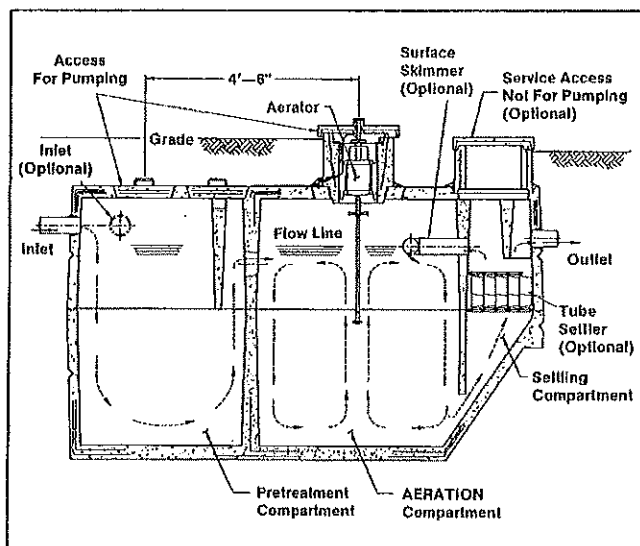 Access
For Pumping
4'-6"
Surface
Skimmer
(Optional)
Service Access
Not For Pumping
(Optional)
Aerator
Grade
Inlet
(Optional)
Inlet
Flow Line
Outlet
Tube
Settler
(Optional)
Settling
Compartment
Pretreatment
Compartment
AERATION
Compartment